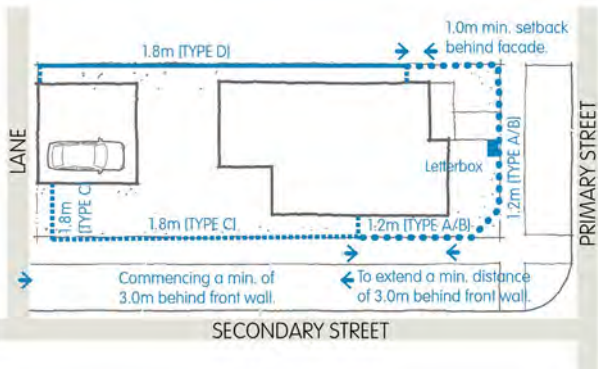 1.0m min. setback
behind facade.
1.8m (TYPE D)
LANE
PRIMARY STREET
Letterbox
1.2m (TYPE A/B)
1.8m
(TYPE C)
1.8m (TYPE C)
1.2m (TYPE A/B)
Commencing a min. of
3.0m behind front wall.
To extend a min. distance
of 3.0m behind front wall.
SECONDARY STREET